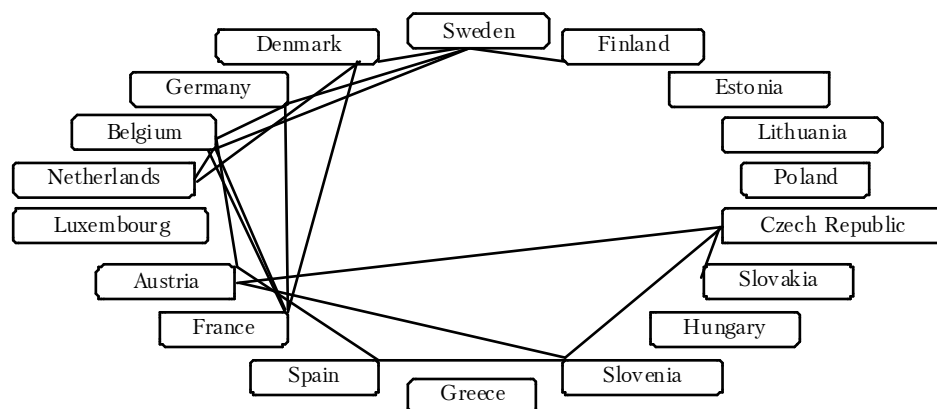 Sweden
Denmark
Finland
Germany
Estonia
Belgium
Lithuania
Netherlands
Poland
Luxembourg
Czech Republic
Austria
Slovakia
France
Hungary
Spain
Slovenia
Greece